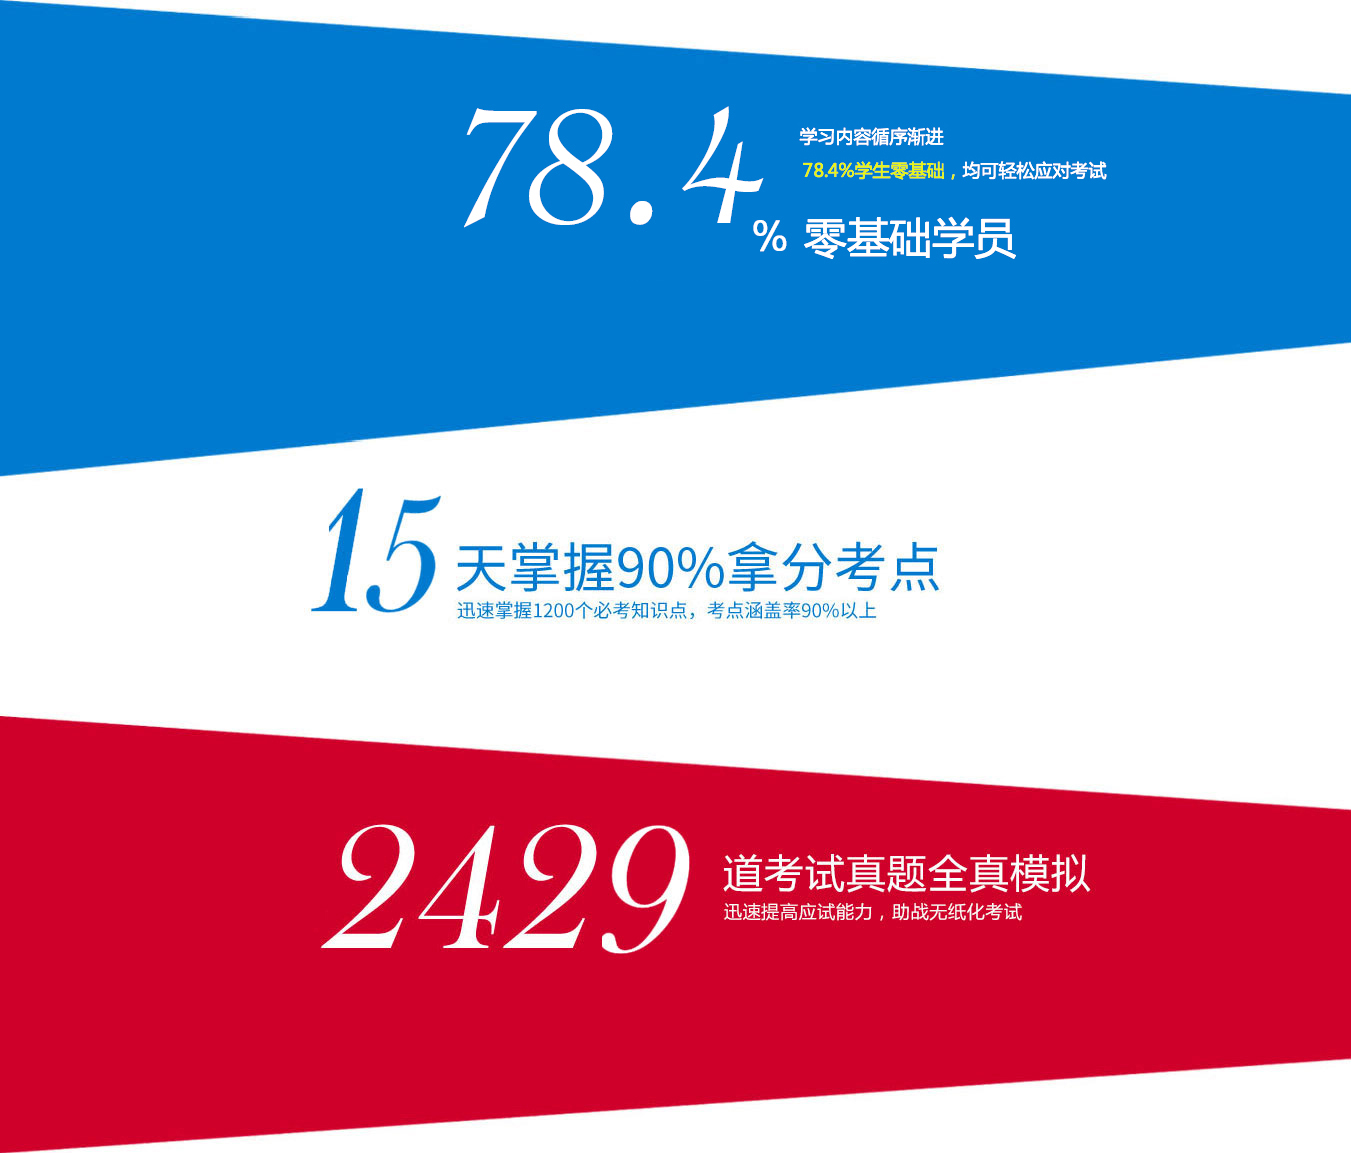 78.4% 零基础学员
学习内容循序渐进
78.4%学生零基础，均可轻松应对考试
15天掌握90%拿分考点
迅速掌握1200个必考知识点，考点涵盖率90%以上
2429 道考试真题全真模拟
迅速提高应试能力，助战无纸化考试